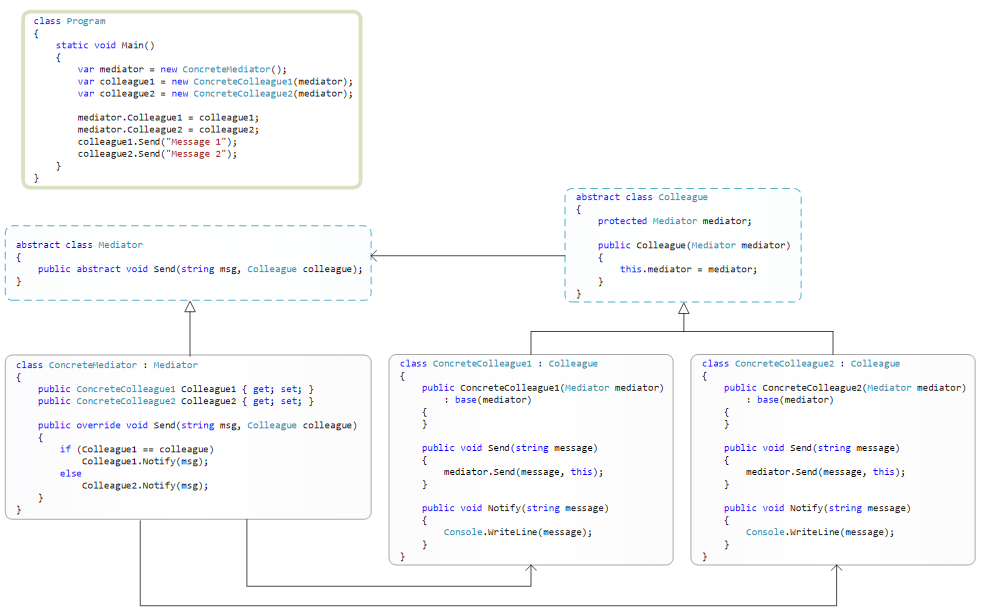 class Program
{
    static void Main()
    {
        var mediator = new ConcreteMediator();
        var colleague1 = new ConcreteColleague1(mediator);
        var colleague2 = new ConcreteColleague2(mediator);

        mediator.Colleague1 = colleague1;
        mediator.Colleague2 = colleague2;
        colleague1.Send("Message 1");
        colleague2.Send("Message 2");
    }
}
abstract class Mediator
{
    public abstract void Send(string msg, Colleague colleague);
}
abstract class Colleague
{
    protected Mediator mediator;

    public Colleague(Mediator mediator)
    {
        this.mediator = mediator;
    }
}
class ConcreteMediator : Mediator
{
    public ConcreteColleague1 Colleague1 { get; set; }
    public ConcreteColleague2 Colleague2 { get; set; }

    public override void Send(string msg, Colleague colleague)
    {
        if (Colleague1 == colleague)
            Colleague1.Notify(msg);
        else
            Colleague2.Notify(msg);
    }
}
class ConcreteColleague1 : Colleague
{
    public ConcreteColleague1(Mediator mediator)
        : base(mediator)
    {
    }

    public void Send(string message)
    {
        mediator.Send(message, this);
    }

    public void Notify(string message)
    {
        Console.WriteLine(message);
    }
}
class ConcreteColleague2 : Colleague
{
    public ConcreteColleague2(Mediator mediator)
        : base(mediator)
    {
    }

    public void Send(string message)
    {
        mediator.Send(message, this);
    }

    public void Notify(string message)
    {
        Console.WriteLine(message);
    }
}